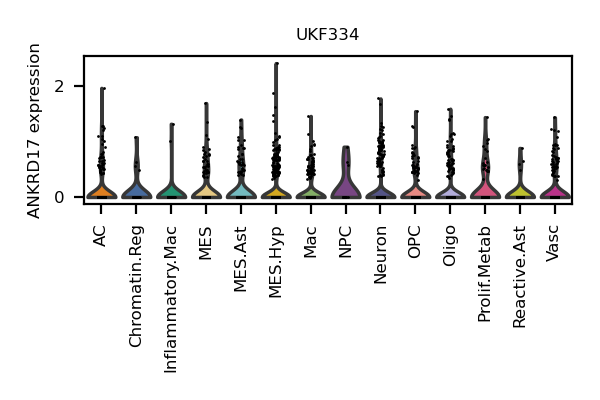 UKF334
ANKRD17 expression
2
0
AC
Chromatin.Reg
Inflammatory.Mac
MES
MES.Ast
MES.Hyp
Mac
NPC
Neuron
OPC
Oligo
Prolif.Metab
Reactive.Ast
Vasc